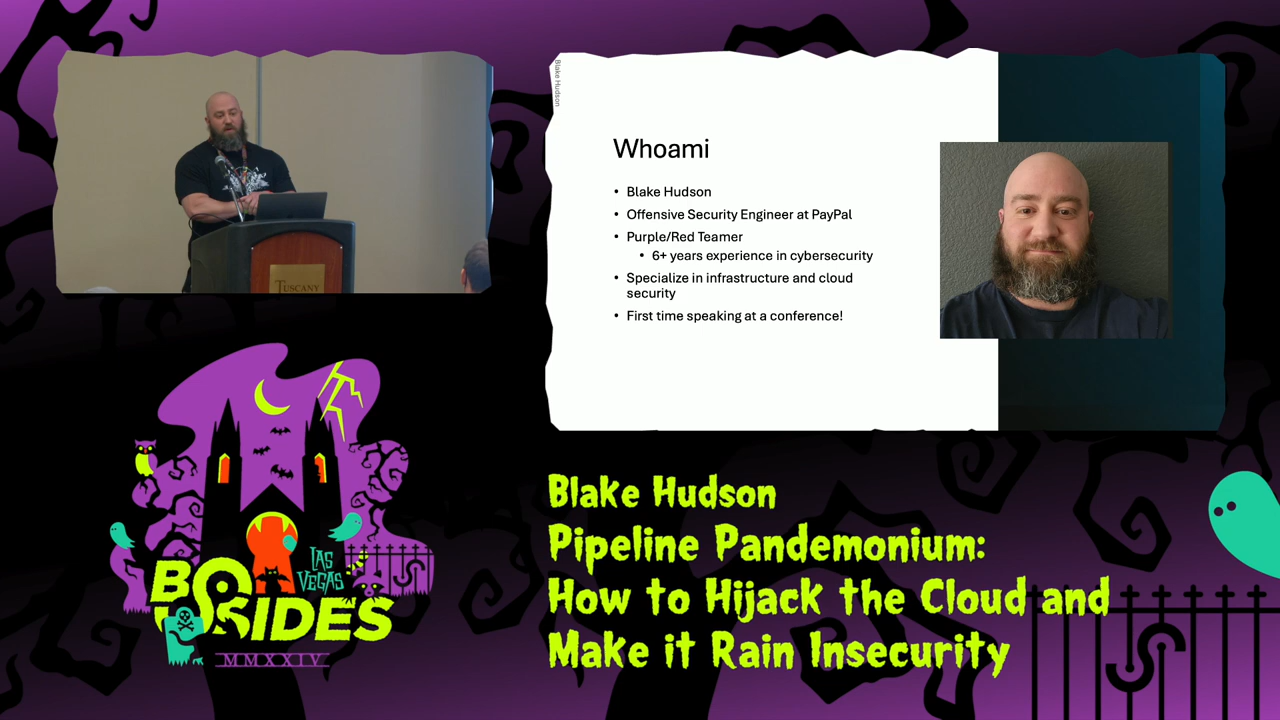 Blake Hudson
Whoami
• Blake Hudson
• Offensive Security Engineer at PayPal
• Purple/Red Teamer
• 6+ years experience in cybersecurity
• Specialize in infrastructure and cloud
security
• First time speaking at a conference!
TUSCANY
LAS
VEGAS
BSIDES
MMXXIV
Blake Hudson
Pipeline Pandemonium:
How to Hijack the Cloud and
Make it Rain Insecurity